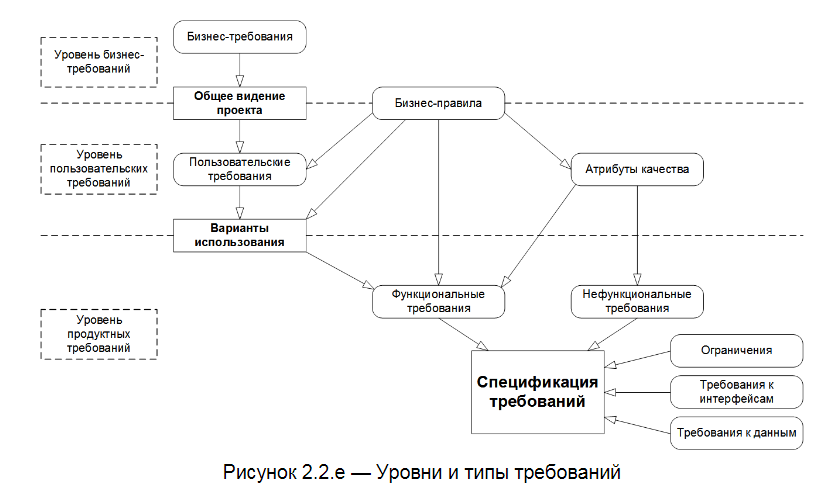 Бизнес-требования
Уровень бизнес-
требований
Общее видение
проекта
Бизнес-правила
Уровень
пользовательских
требований
Пользовательские
требования
Атрибуты качества
Варианты
использования
Функциональные
требования
Нефункциональные
требования
Уровень
продуктных
требований
Ограничения
Спецификация
требований
Требования к
интерфейсам
Требования к данным
Рисунок 2.2.e — Уровни и типы требований